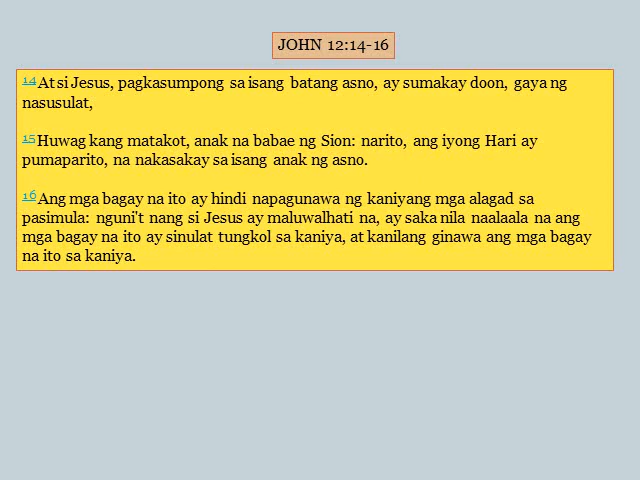 JOHN 12:14-16
14At si Jesus, pagkasumpong sa isang batang asno, ay sumakay doon, gaya ng
nasusulat,
15Huwag kang matakot, anak na babae ng Sion: narito, ang iyong Hari ay
pumaparito, na nakasakay sa isang anak ng asno.
16Ang mga bagay na ito ay hindi napagunawa ng kaniyang mga alagad sa
pasimula: nguni't nang si Jesus ay maluwalhati na, ay saka nila naalaala na ang
mga bagay na ito ay sinulat tungkol sa kaniya, at kanilang ginawa ang mga bagay
na ito sa kaniya.